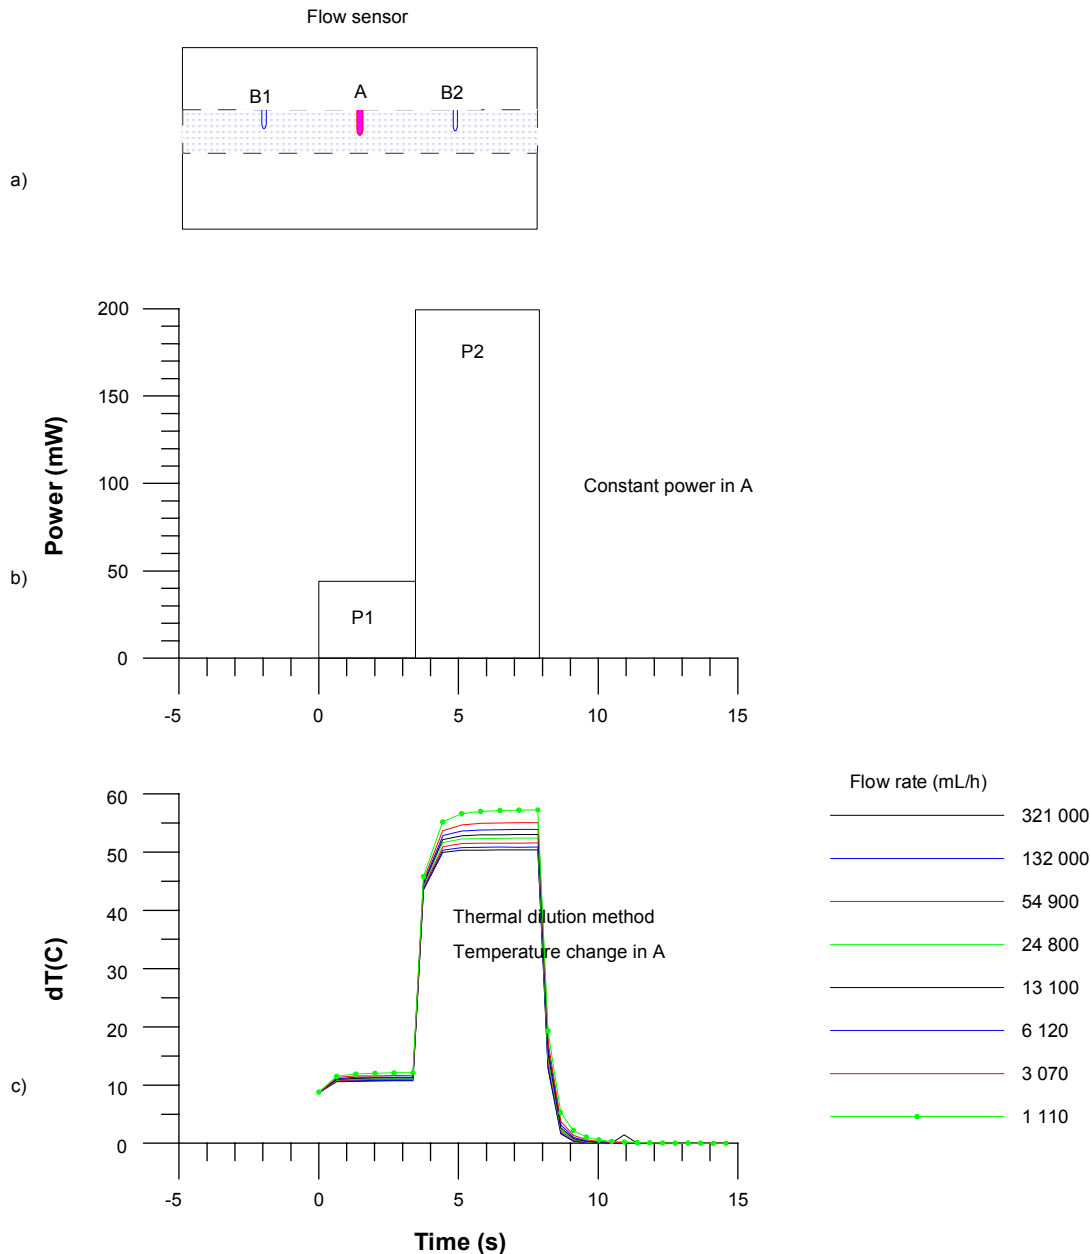 Flow sensor
B1
A
B2
a)
200
150
100
50
0
Power (mW)
P2
P1
Constant power in A
b)
-5
0
5
10
15
60
50
40
30
20
10
0
dT(C)
Thermal dilution method
Temperature change in A
c)
-5
0
5
10
15
Time (s)
Flow rate (mL/h)
321 000
132 000
54 900
24 800
13 100
6 120
3 070
1 110